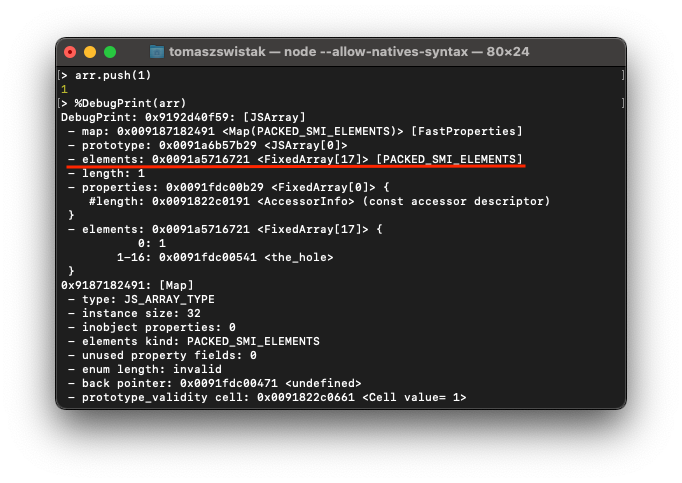 tomaszswistak — node --allow-natives-syntax — 80×24
[> arr.push(1) ]
1
[> %DebugPrint(arr) ]
DebugPrint: 0x9192d40f59: [JSArray]
 - map: 0x009187182491 <Map(PACKED_SMI_ELEMENTS)> [FastProperties]
 - prototype: 0x0091a6b57b29 <JSArray[0]>
 - elements: 0x0091a5716721 <FixedArray[17]> [PACKED_SMI_ELEMENTS]
 - length: 1
 - properties: 0x0091fdc00b29 <FixedArray[0]> {
    #length: 0x0091822c0191 <AccessorInfo> (const accessor descriptor)
 }
 - elements: 0x0091a5716721 <FixedArray[17]> {
           0: 1
        1-16: 0x0091fdc00541 <the_hole>
 }
0x9187182491: [Map]
 - type: JS_ARRAY_TYPE
 - instance size: 32
 - inobject properties: 0
 - elements kind: PACKED_SMI_ELEMENTS
 - unused property fields: 0
 - enum length: invalid
 - back pointer: 0x0091fdc00471 <undefined>
 - prototype_validity cell: 0x0091822c0661 <Cell value= 1>